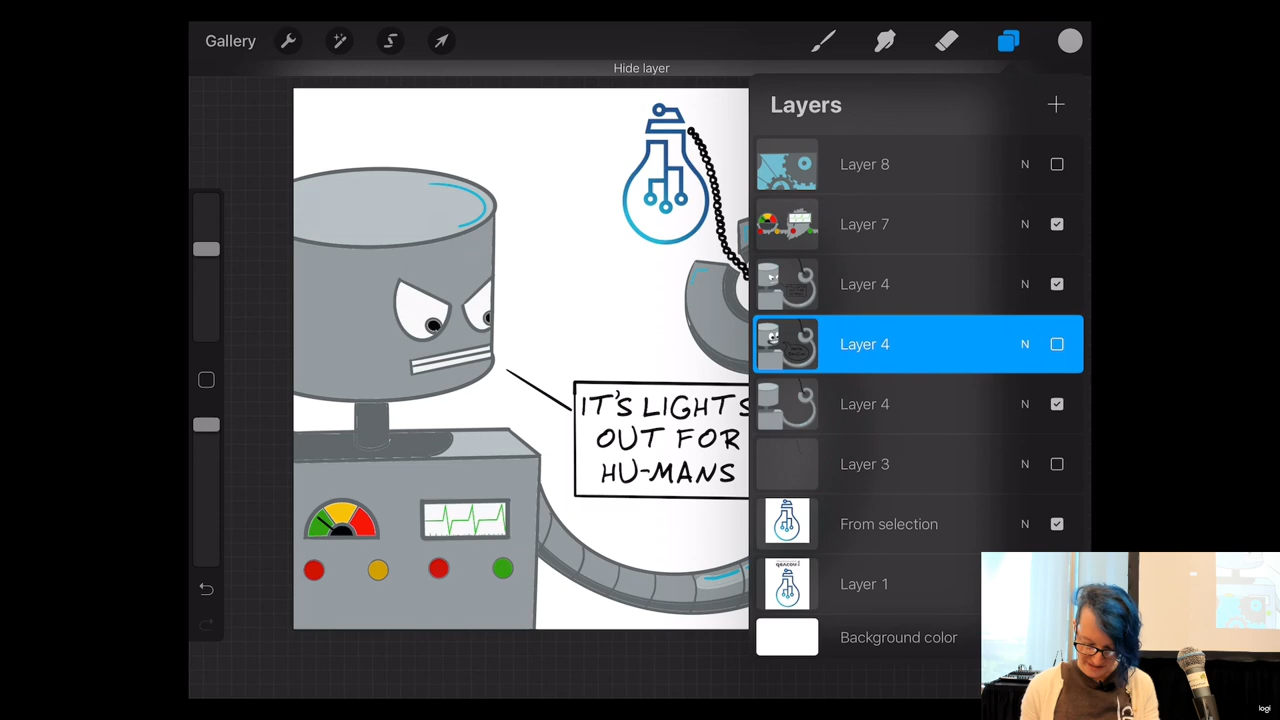 Gallery
Hide layer
Layers
Layer 8 N
Layer 7 N
Layer 4 N
Layer 4 N
Layer 4 N
Layer 3 N
From selection N
Layer 1
Background color
IT'S LIGHTS
OUT FOR
HU-MANS
logi